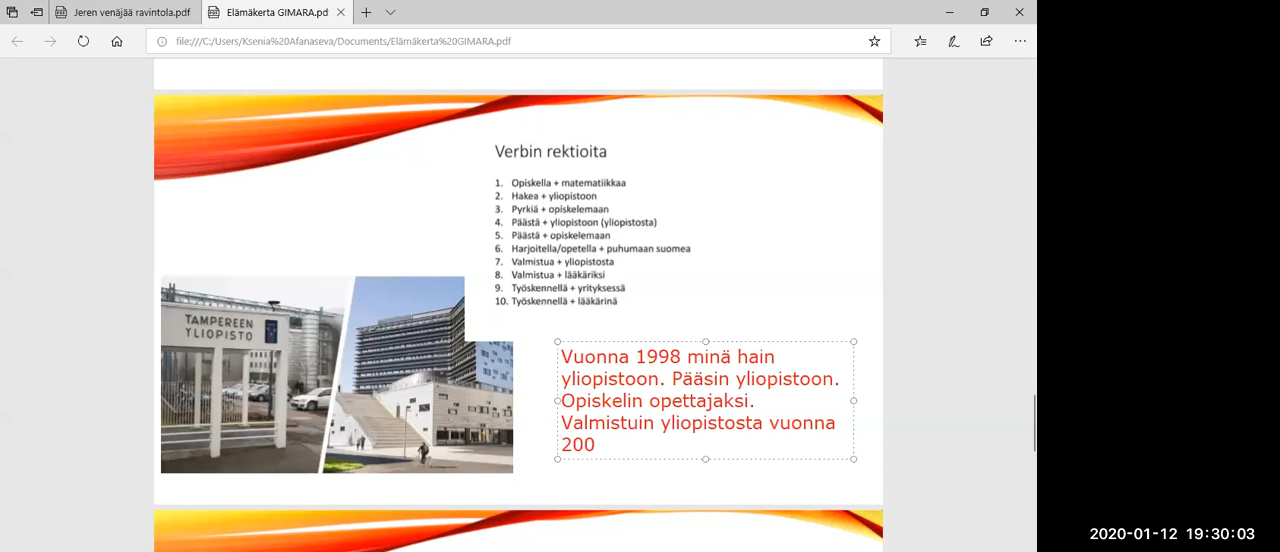 Jeren venäjää ravintola.pdf
Elämäkerta GIMARA.pd
file:///C:/Users/Ksenia%20Afanaseva/Documents/Elämäkerta%20GIMARA.pdf
Verbin rektioita
1. Opiskella + matematiikkaa
2. Hakea + yliopistoon
3. Pyrkiä + opiskelemaan
4. Päästä + yliopistoon (yliopistosta)
5. Päästä + opiskelemaan
6. Harjoitella/opetella + puhumaan suomea
7. Valmistua + yliopistosta
8. Valmistua + lääkäriksi
9. Työskennellä + yrityksessä
10. Työskennellä + lääkärinä
TAMPEREEN
YLIOPISTO
Vuonna 1998 minä hain
yliopistoon. Pääsin yliopistoon.
Opiskelin opettajaksi.
Valmistuin yliopistosta vuonna
200
2020-01-12 19:30:03